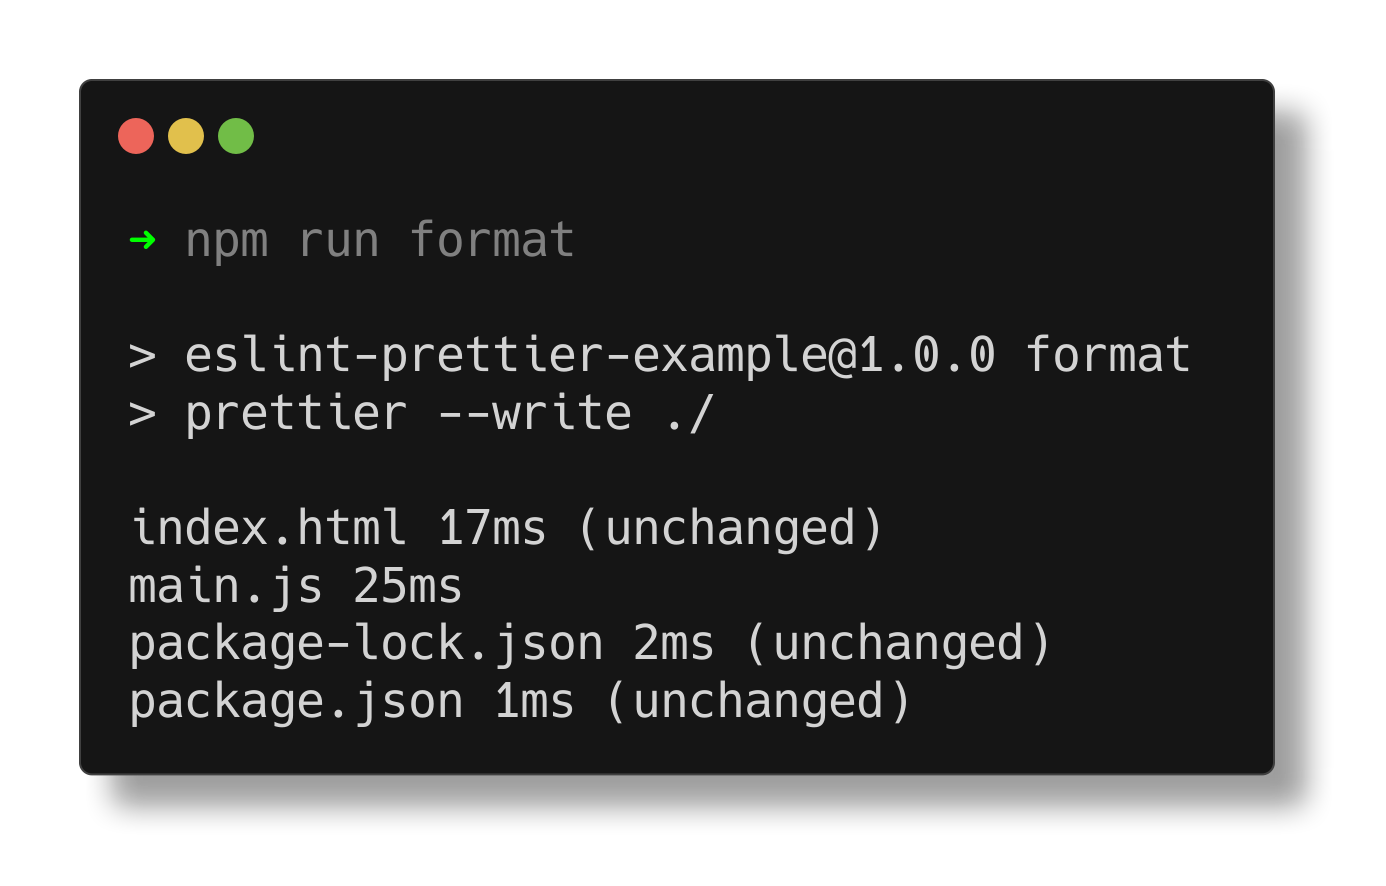 ➜ npm run format
> eslint-prettier-example@1.0.0 format
> prettier --write ./
index.html 17ms (unchanged)
main.js 25ms
package-lock.json 2ms (unchanged)
package.json 1ms (unchanged)